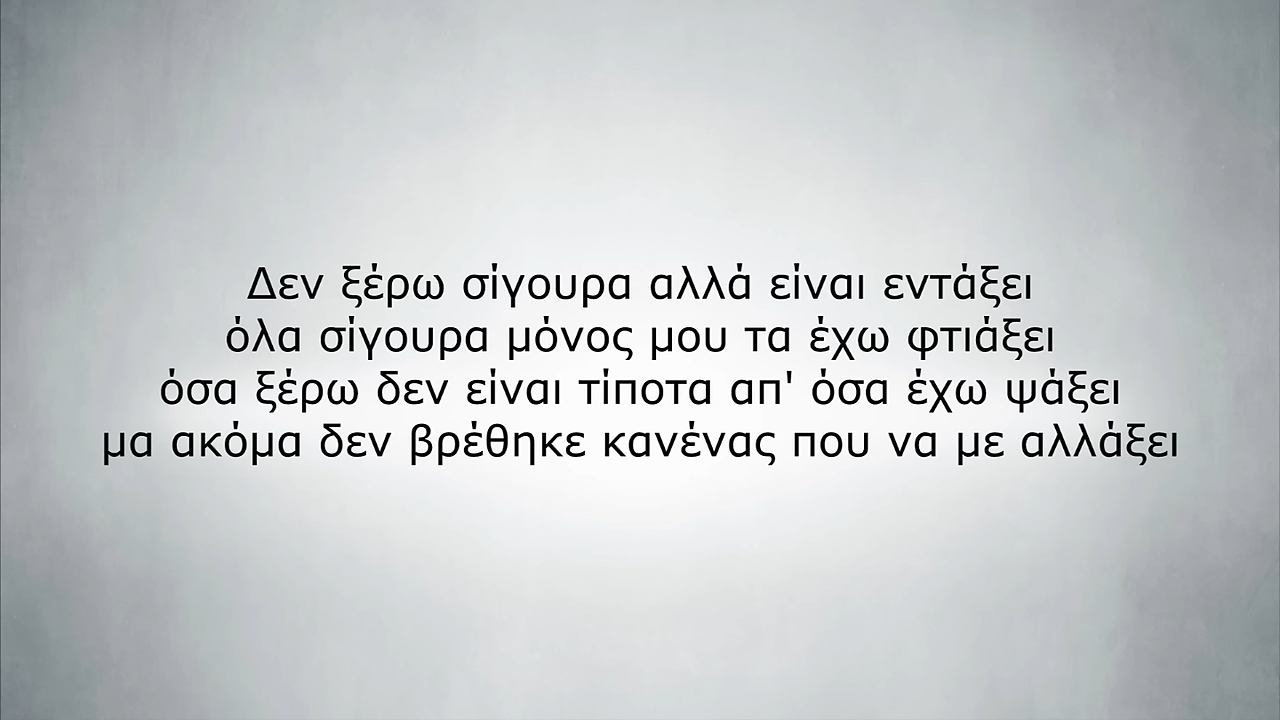 Δεν ξέρω σίγουρα αλλά είναι εντάξει
όλα σίγουρα μόνος μου τα έχω φτιάξει
όσα ξέρω δεν είναι τίποτα απ' όσα έχω ψάξει
μα ακόμα δεν βρέθηκε κανένας που να με αλλάξει